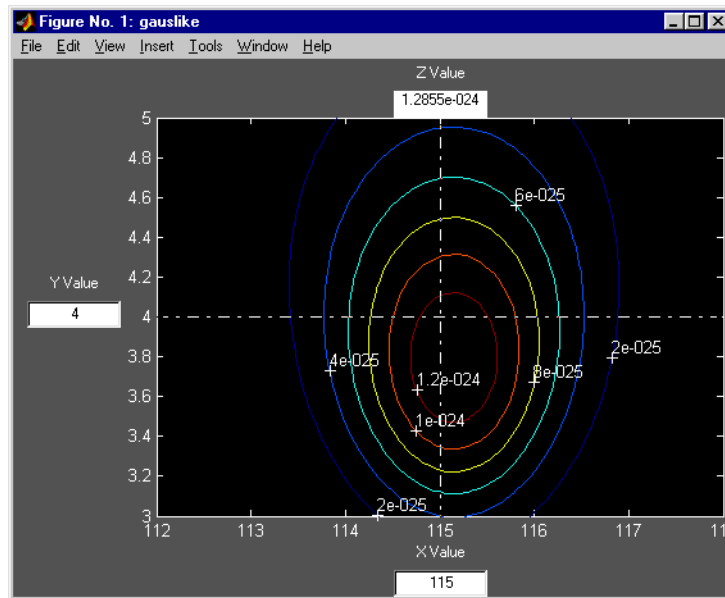 Figure No. 1: gauslike
File Edit View Insert Tools Window Help
Z Value
1.2855e-024
5
4.8
4.6
4.4
4.2
4
3.8
3.6
3.4
3.2
3
Y Value
4
6e-025
4e-025
2e-025
8e-025
1.2e-024
1e-024
2e-025
112 113 114 115 116 117
X Value
115